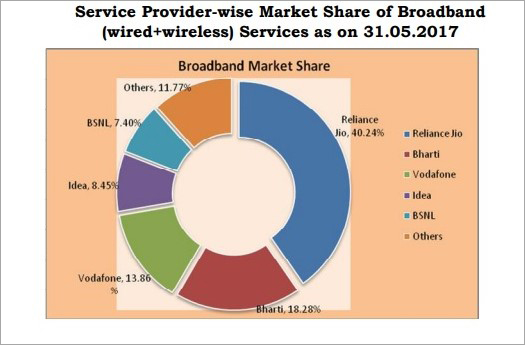 Service Provider-wise Market Share of Broadband
(wired+wireless) Services as on 31.05.2017
Broadband Market Share
Others, 11.77%
Reliance
Jio, 40.24%
BSNL, 7.40%
Idea, 8.45%
Vodafone, 13.86
%
Bharti, 18.28%
Reliance Jio
Bharti
Vodafone
Idea
BSNL
Others